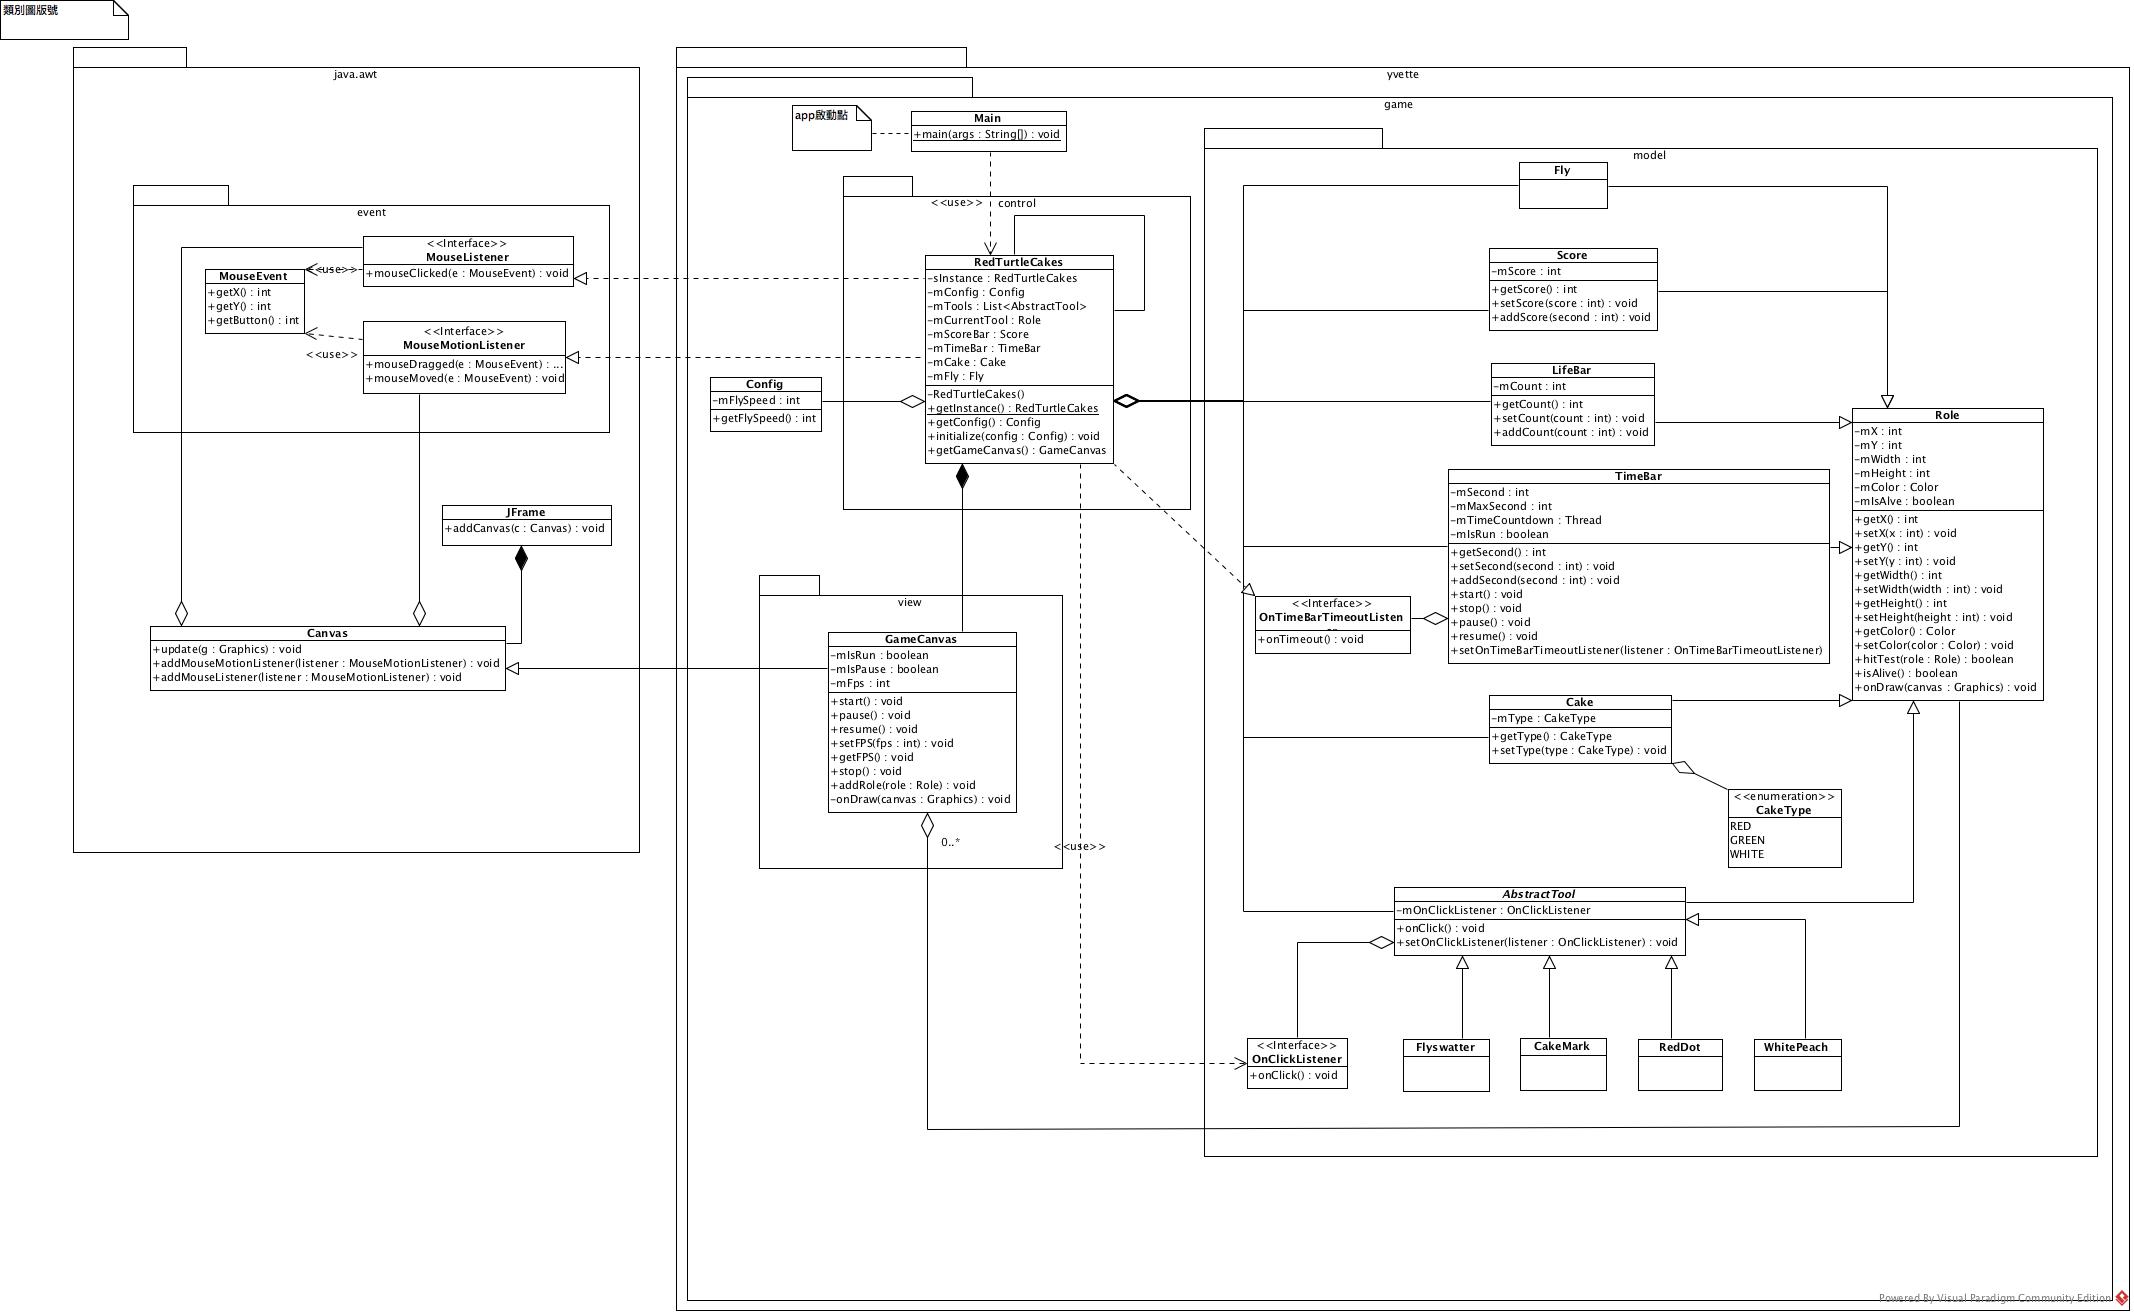 類別圖版號
java.awt
event
<<Interface>>
MouseListener
+mouseClicked(e : MouseEvent) : void
<<use>>
MouseEvent
+getX() : int
+getY() : int
+getButton() : int
<<Interface>>
MouseMotionListener
+mouseDragged(e : MouseEvent) : ...
+mouseMoved(e : MouseEvent) : void
<<use>>
JFrame
+addCanvas(c : Canvas) : void
Canvas
+update(g : Graphics) : void
+addMouseMotionListener(listener : MouseMotionListener) : void
+addMouseListener(listener : MouseMotionListener) : void
yvette
game
app啟動點
Main
+main(args : String[]) : void
<<use>>
control
RedTurtleCakes
-sInstance : RedTurtleCakes
-mConfig : Config
-mTools : List<AbstractTool>
-mCurrentTool : Role
-mScoreBar : Score
-mTimeBar : TimeBar
-mCake : Cake
-mFly : Fly
-RedTurtleCakes()
+getInstance() : RedTurtleCakes
+getConfig() : Config
+initialize(config : Config) : void
+getGameCanvas() : GameCanvas
Config
-mFlySpeed : int
+getFlySpeed() : int
view
GameCanvas
-mIsRun : boolean
-mIsPause : boolean
-mFps : int
+start() : void
+pause() : void
+resume() : void
+setFPS(fps : int) : void
+getFPS() : void
+stop() : void
+addRole(role : Role) : void
-onDraw(canvas : Graphics) : void
0..*
<<use>>
model
Fly
Score
-mScore : int
+getScore() : int
+setScore(score : int) : void
+addScore(second : int) : void
LifeBar
-mCount : int
+getCount() : int
+setCount(count : int) : void
+addCount(count : int) : void
Role
-mX : int
-mY : int
-mWidth : int
-mHeight : int
-mColor : Color
-mIsAlve : boolean
+getX() : int
+setX(x : int) : void
+getY() : int
+setY(y : int) : void
+getWidth() : int
+setWidth(width : int) : void
+getHeight() : int
+setHeight(height : int) : void
+getColor() : Color
+setColor(color : Color) : void
+hitTest(role : Role) : boolean
+isAlive() : boolean
+onDraw(canvas : Graphics) : void
TimeBar
-mSecond : int
-mMaxSecond : int
-mTimeCountdown : Thread
-mIsRun : boolean
+getSecond() : int
+setSecond(second : int) : void
+addSecond(second : int) : void
+start() : void
+stop() : void
+pause() : void
+resume() : void
+setOnTimeBarTimeoutListener(listener : OnTimeBarTimeoutListener)
<<Interface>>
OnTimeBarTimeoutListen
+onTimeout() : void
Cake
-mType : CakeType
+getType() : CakeType
+setType(type : CakeType) : void
<<enumeration>>
CakeType
RED
GREEN
WHITE
AbstractTool
-mOnClickListener : OnClickListener
+onClick() : void
+setOnClickListener(listener : OnClickListener) : void
<<Interface>>
OnClickListener
+onClick() : void
Flyswatter
CakeMark
RedDot
WhitePeach
Powered By Visual Paradigm Community Edition